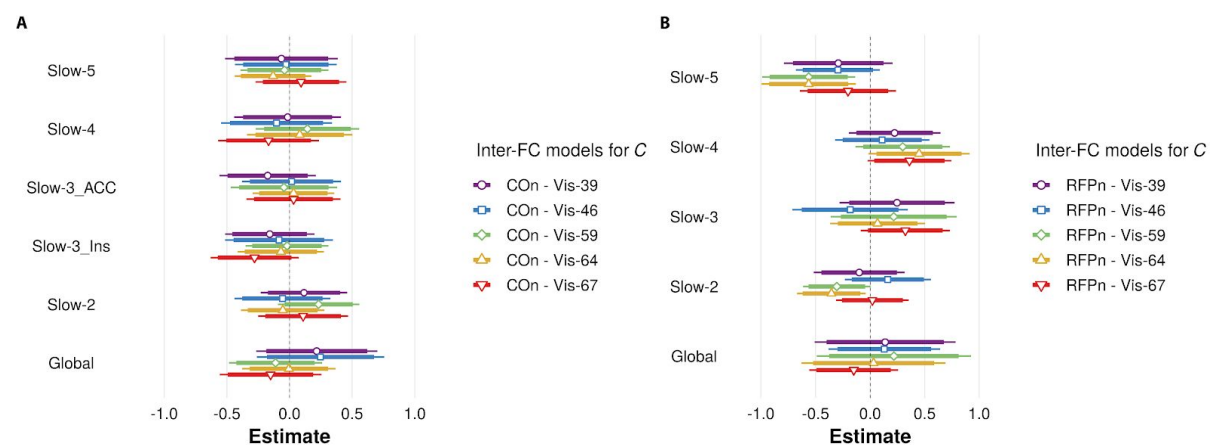 A
Slow-5
Slow-4
Slow-3_ACC
Slow-3_Ins
Slow-2
Global
-1.0 -0.5 0.0 0.5 1.0
Estimate
Inter-FC models for C
COn - Vis-39
COn - Vis-46
COn - Vis-59
COn - Vis-64
COn - Vis-67
B
Slow-5
Slow-4
Slow-3
Slow-2
Global
-1.0 -0.5 0.0 0.5 1.0
Estimate
Inter-FC models for C
RFPn - Vis-39
RFPn - Vis-46
RFPn - Vis-59
RFPn - Vis-64
RFPn - Vis-67